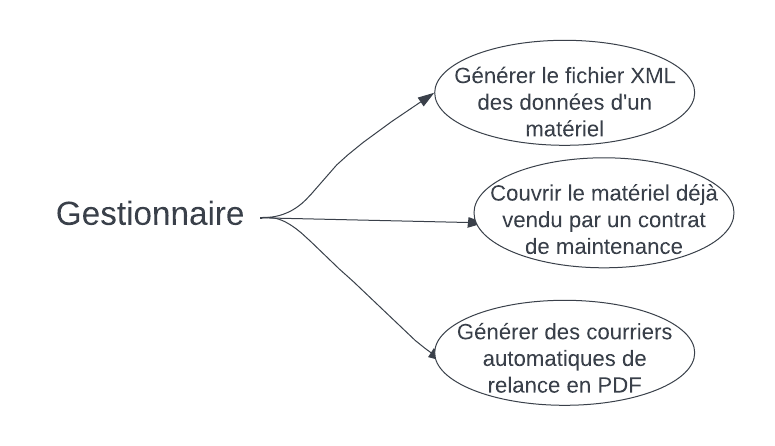 Générer le fichier XML
des données d'un
matériel
Gestionnaire
Couvrir le matériel déjà
vendu par un contrat
de maintenance
Générer des courriers
automatiques de
relance en PDF